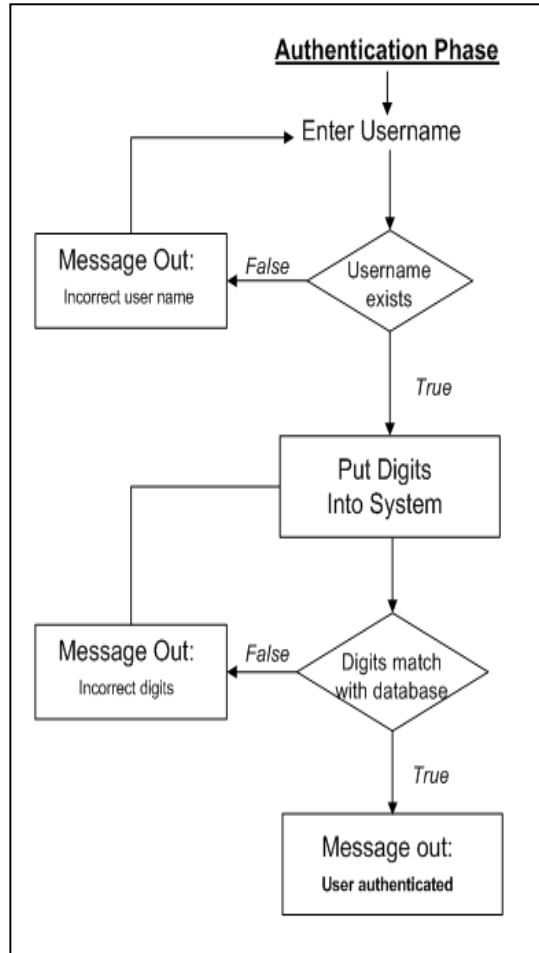 Authentication Phase
Enter Username
Message Out:
Incorrect user name
False
Username
exists
True
Put Digits
Into System
Message Out:
Incorrect digits
False
Digits match
with database
True
Message out:
User authenticated